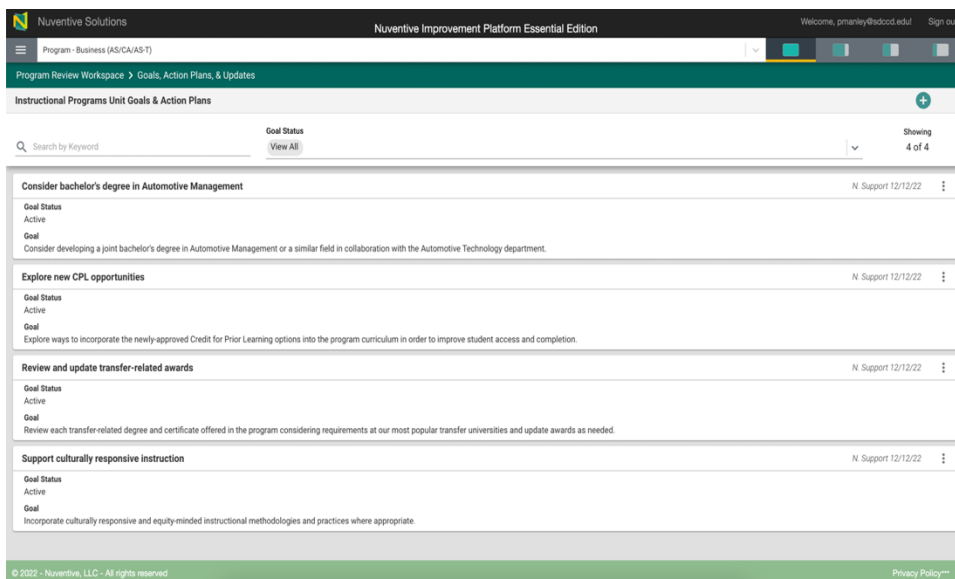 Nuventive Solutions
Nuventive Improvement Platform Essential Edition
Welcome, pmanley@sdccd.edu!
Sign ou
Program - Business (AS/CA/AS-T)
Program Review Workspace > Goals, Action Plans, & Updates
Instructional Programs Unit Goals & Action Plans
Goal Status
Showing
Search by Keyword
View All
4 of 4
Consider bachelor's degree in Automotive Management
N. Support 12/12/22
Goal Status
Active
Goal
Consider developing a joint bachelor's degree in Automotive Management or a similar field in collaboration with the Automotive Technology department.
Explore new CPL opportunities
N. Support 12/12/22
Goal Status
Active
Goal
Explore ways to incorporate the newly-approved Credit for Prior Learning options into the program curriculum in order to improve student access and completion.
Review and update transfer-related awards
N. Support 12/12/22
Goal Status
Active
Goal
Review each transfer-related degree and certificate offered in the program considering requirements at our most popular transfer universities and update awards as needed.
Support culturally responsive instruction
N. Support 12/12/22
Goal Status
Active
Goal
Incorporate culturally responsive and equity-minded instructional methodologies and practices where appropriate.
© 2022 - Nuventive, LLC - All rights reserved
Privacy Policy•••